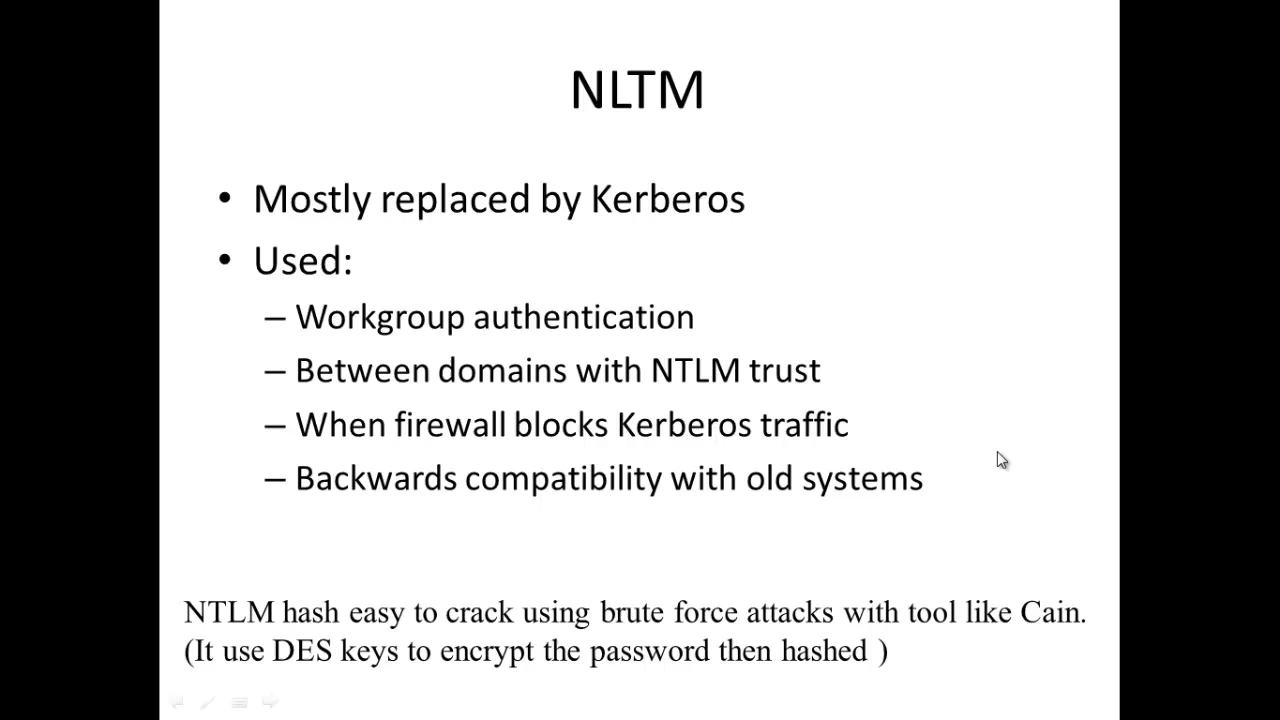 NLTM
• Mostly replaced by Kerberos
• Used:
– Workgroup authentication
– Between domains with NTLM trust
– When firewall blocks Kerberos traffic
– Backwards compatibility with old systems
NTLM hash easy to crack using brute force attacks with tool like Cain.
(It use DES keys to encrypt the password then hashed )